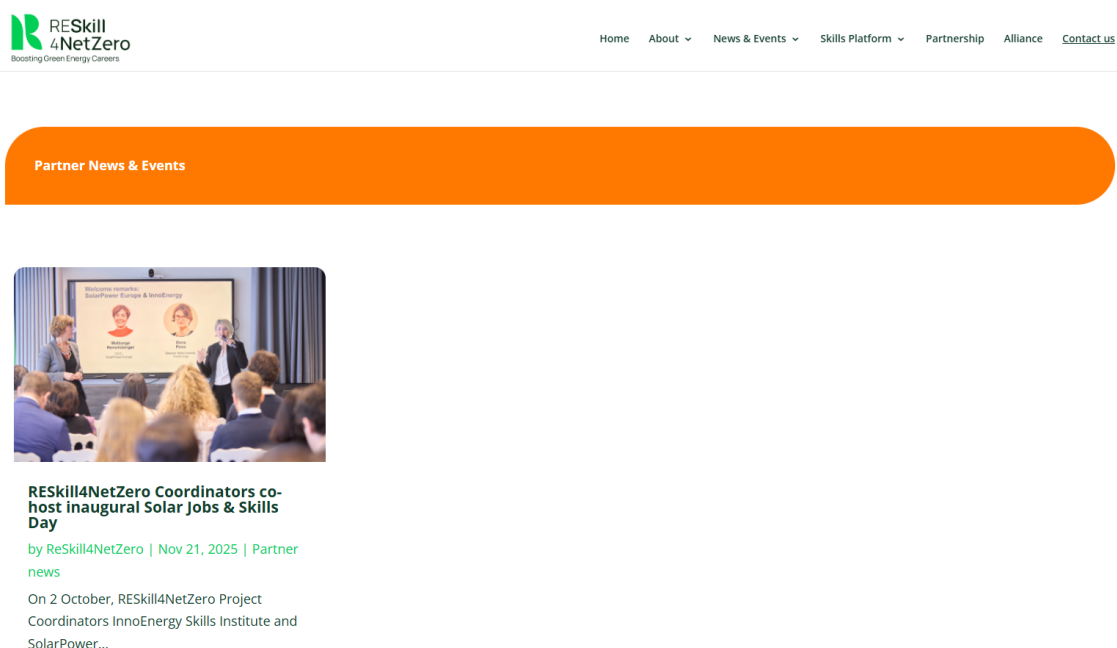 RESkill
4NetZero
Boosting Green Energy Careers
Home About News & Events Skills Platform Partnership Alliance Contact us
Partner News & Events
Welcome remarks:
SolarPower Europe & InnoEnergy
RESkill4NetZero Coordinators co-
host inaugural Solar Jobs & Skills
Day
by ReSkill4NetZero | Nov 21, 2025 | Partner
news
On 2 October, RESkill4NetZero Project
Coordinators InnoEnergy Skills Institute and
SolarPower...